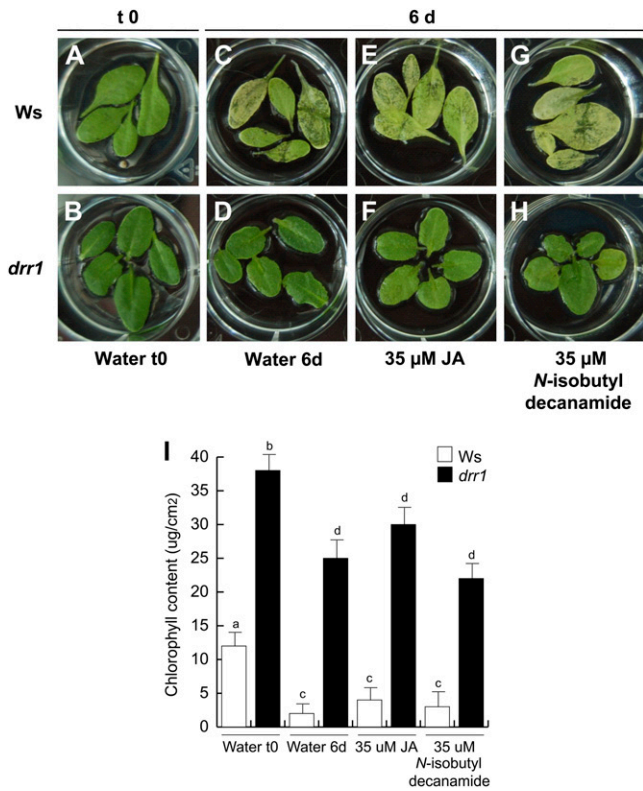 t 0
6 d
A
C
E
G
Ws
B
D
F
H
drr1
Water t0
Water 6d
35 µM JA
35 µM
N-isobutyl
decanamide
I
Ws
drr1
Chlorophyll content (ug/cm2)
40
35
30
25
20
15
10
5
0
a
b
c
d
c
d
c
d
Water t0
Water 6d
35 uM JA
35 uM
N-isobutyl
decanamide